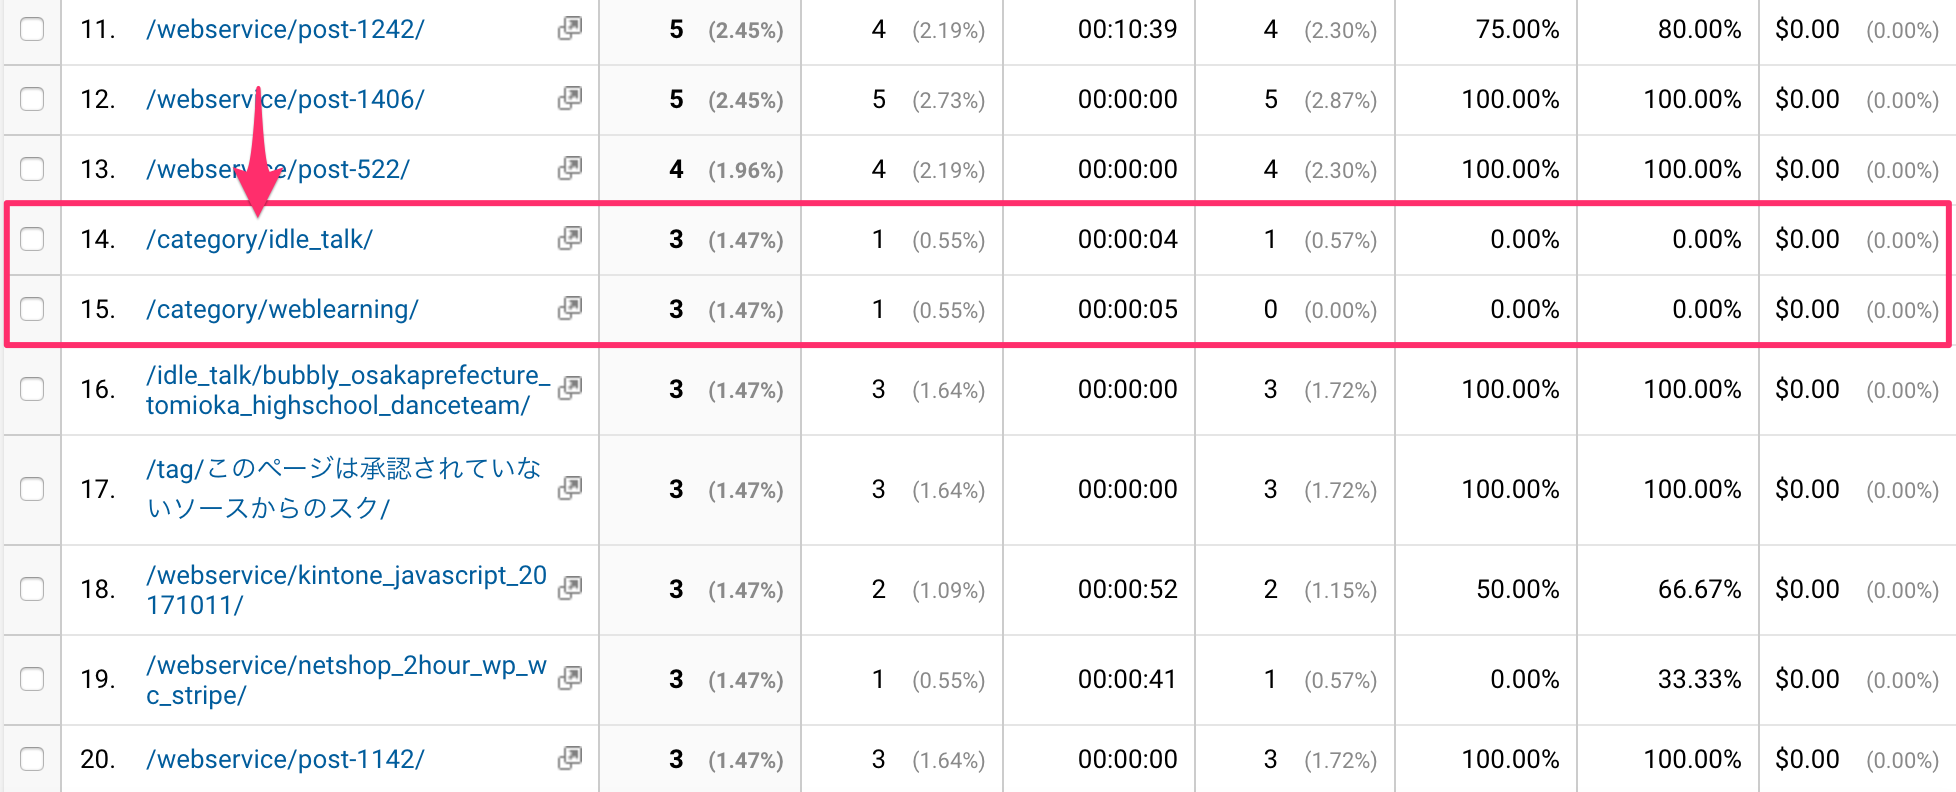 11. /webservice/post-1242/ 5 (2.45%) 4 (2.19%) 00:10:39 4 (2.30%) 75.00% 80.00% $0.00 (0.00%)
12. /webservice/post-1406/ 5 (2.45%) 5 (2.73%) 00:00:00 5 (2.87%) 100.00% 100.00% $0.00 (0.00%)
13. /webservice/post-522/ 4 (1.96%) 4 (2.19%) 00:00:00 4 (2.30%) 100.00% 100.00% $0.00 (0.00%)
14. /category/idle_talk/ 3 (1.47%) 1 (0.55%) 00:00:04 1 (0.57%) 0.00% 0.00% $0.00 (0.00%)
15. /category/weblearning/ 3 (1.47%) 1 (0.55%) 00:00:05 0 (0.00%) 0.00% 0.00% $0.00 (0.00%)
16. /idle_talk/bubbly_osakaprefecture_
tomioka_highschool_danceteam/ 3 (1.47%) 3 (1.64%) 00:00:00 3 (1.72%) 100.00% 100.00% $0.00 (0.00%)
17. /tag/このページは承認されていな
いソースからのスク/ 3 (1.47%) 3 (1.64%) 00:00:00 3 (1.72%) 100.00% 100.00% $0.00 (0.00%)
18. /webservice/kintone_javascript_20
171011/ 3 (1.47%) 2 (1.09%) 00:00:52 2 (1.15%) 50.00% 66.67% $0.00 (0.00%)
19. /webservice/netshop_2hour_wp_w
c_stripe/ 3 (1.47%) 1 (0.55%) 00:00:41 1 (0.57%) 0.00% 33.33% $0.00 (0.00%)
20. /webservice/post-1142/ 3 (1.47%) 3 (1.64%) 00:00:00 3 (1.72%) 100.00% 100.00% $0.00 (0.00%)